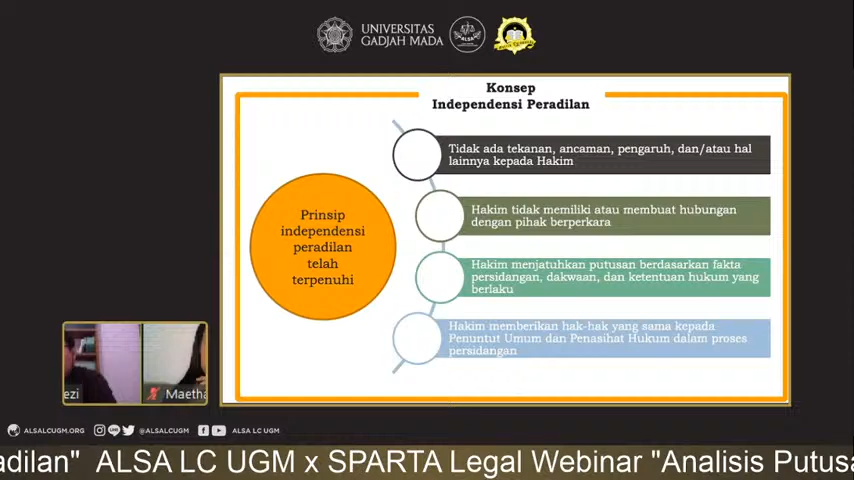 UNIVERSITAS
GADJAH MADA
ALSA
Konsep
Independensi Peradilan
Prinsip
independensi
peradilan
telah
terpenuhi
Tidak ada tekanan, ancaman, pengaruh, dan/atau hal
lainnya kepada Hakim
Hakim tidak memiliki atau membuat hubungan
dengan pihak berperkara
Hakim menjatuhkan putusan berdasarkan fakta
persidangan, dakwaan, dan ketentuan hukum yang
berlaku
Hakim memberikan hak-hak yang sama kepada
Penuntut Umum dan Penasihat Hukum dalam proses
persidangan
ezi
Maetha
ALSALCUGM.ORG
@ALSALCUGM
ALSA LC UGM
adilan" ALSA LC UGM x SPARTA Legal Webinar "Analisis Putusa